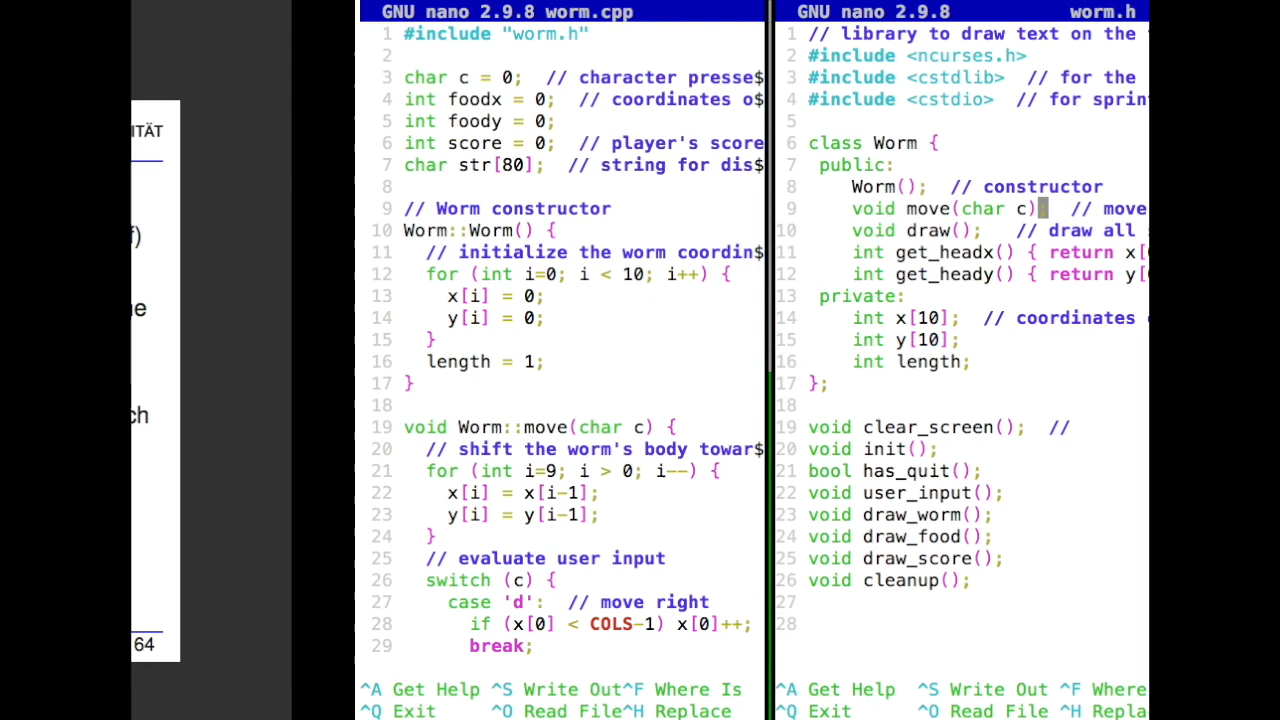 ITÄT
f)
ch
64
GNU nano 2.9.8 worm.cpp
1 #include "worm.h"
2
3 char c = 0; // character presse$
4 int foodx = 0; // coordinates o$
5 int foody = 0;
6 int score = 0; // player's score
7 char str[80]; // string for dis$
8
9 // Worm constructor
10 Worm::Worm() {
11 // initialize the worm coordin$
12 for (int i=0; i < 10; i++) {
13 x[i] = 0;
14 y[i] = 0;
15 }
16 length = 1;
17 }
18
19 void Worm::move(char c) {
20 // shift the worm's body towar$
21 for (int i=9; i > 0; i--) {
22 x[i] = x[i-1];
23 y[i] = y[i-1];
24 }
25 // evaluate user input
26 switch (c) {
27 case 'd': // move right
28 if (x[0] < COLS-1) x[0]++;
29 break;
^A Get Help ^S Write Out^F Where Is
^Q Exit ^O Read File^H Replace
GNU nano 2.9.8 worm.h
1 // library to draw text on the
2 #include <ncurses.h>
3 #include <cstdlib> // for the
4 #include <cstdio> // for sprin
5
6 class Worm {
7 public:
8 Worm(); // constructor
9 void move(char c); // move
10 void draw(); // draw all
11 int get_headx() { return x[
12 int get_heady() { return y[
13 private:
14 int x[10]; // coordinates
15 int y[10];
16 int length;
17 };
18
19 void clear_screen(); //
20 void init();
21 bool has_quit();
22 void user_input();
23 void draw_worm();
24 void draw_food();
25 void draw_score();
26 void cleanup();
27
28
^A Get Help ^S Write Out ^F Where
^Q Exit ^O Read File ^H Repla